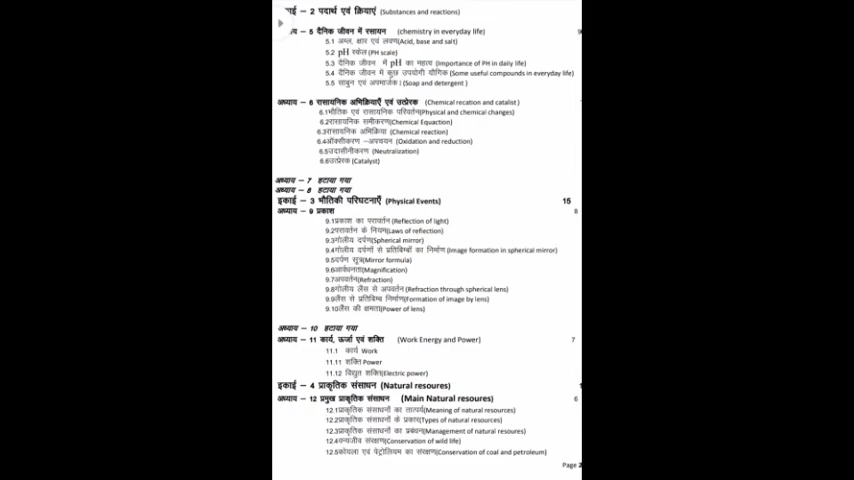 इकाई – 2 पदार्थ एवं क्रियाएं (Substances and reactions)
– 5 दैनिक जीवन में रसायन (chemistry in everyday life)
5.1 अम्ल, क्षार एवं लवण(Acid, base and salt)
5.2 pH स्केल (PH scale)
5.3 दैनिक जीवन में pH का महत्व (Importance of PH in daily life)
5.4 दैनिक जीवन में कुछ उपयोगी यौगिक (Some useful compounds in everyday life)
5.5 साबुन एवं अपमार्जक। (Soap and detergent)
अध्याय – 6 रासायनिक अभिक्रियाएँ एवं उत्प्रेरक (Chemical recation and catalist)
6.1भौतिक एवं रासायनिक परिवर्तन(Physical and chemical changes)
6.2रासायनिक समीकरण(Chemical Equaction)
6.3रासायनिक अभिक्रिया (Chemical reaction)
6.4ऑक्सीकरण –अपचयन (Oxidation and reduction)
6.5उदासीनीकरण (Neutralization)
6.6उत्प्रेरक (Catalyst)
अध्याय – 7 हटाया गया
अध्याय – 8 हटाया गया
इकाई – 3 भौतिकी परिघटनाएँ (Physical Events) 15
अध्याय – 9 प्रकाश 8
9.1प्रकाश का परावर्तन (Reflection of light)
9.2परावर्तन के नियम(Laws of reflection)
9.3गोलीय दर्पण(Spherical mirror)
9.4गोलीय दर्पणों से प्रतिबिम्बों का निर्माण (Image formation in spherical mirror)
9.5दर्पण सूत्र(Mirror formula)
9.6आवर्धनता(Magnification)
9.7अपवर्तन(Refraction)
9.8गोलीय लैंस से अपवर्तन (Refraction through spherical lens)
9.9लैंस से प्रतिबिम्ब निर्माण(Formation of image by lens)
9.10लैंस की क्षमता(Power of lens)
अध्याय – 10 हटाया गया
अध्याय – 11 कार्य, ऊर्जा एवं शक्ति (Work Energy and Power) 7
11.1 कार्य Work
11.11 शक्ति Power
11.12 विद्युत शक्ति(Electric power)
इकाई – 4 प्राकृतिक संसाधन (Natural resoures)
अध्याय – 12 प्रमुख प्राकृतिक संसाधन (Main Natural resoures) 6
12.1प्राकृतिक संसाधनों का तात्पर्य(Meaning of natural resources)
12.2प्राकृतिक संसाधनों के प्रकार(Types of natural resources)
12.3प्राकृतिक संसाधनों का प्रबंधन(Management of natural resoures)
12.4वन्यजीव संरक्षण(Conservation of wild life)
12.5कोयला एवं पेट्रोलियम का संरक्षण(Conservation of coal and petroleum)
Page 2